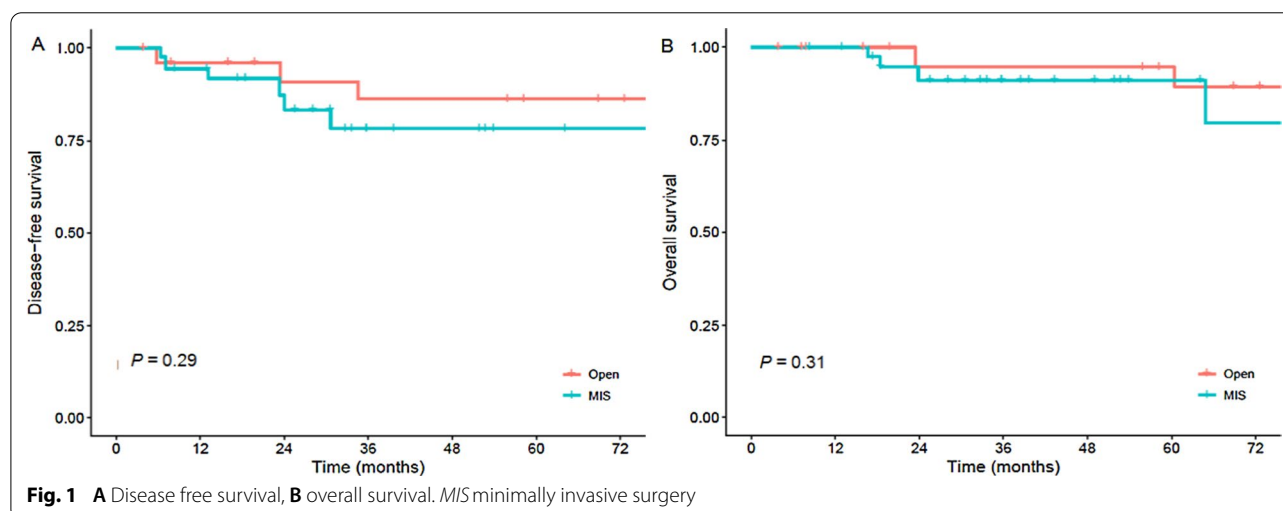 A
1.00
0.75
0.50
0.25
0.00
Disease-free survival
P = 0.29
Open
MIS
0 12 24 36 48 60 72
Time (months)
B
1.00
0.75
0.50
0.25
0.00
Overall survival
P = 0.31
Open
MIS
0 12 24 36 48 60 72
Time (months)
Fig. 1 A Disease free survival, B overall survival. MIS minimally invasive surgery